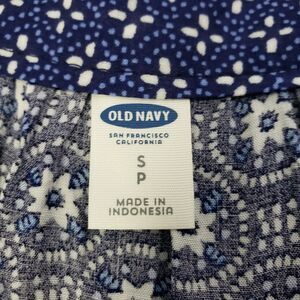 OLD NAVY
SAN FRANCISCO
CALIFORNIA
S
P
MADE IN
INDONESIA